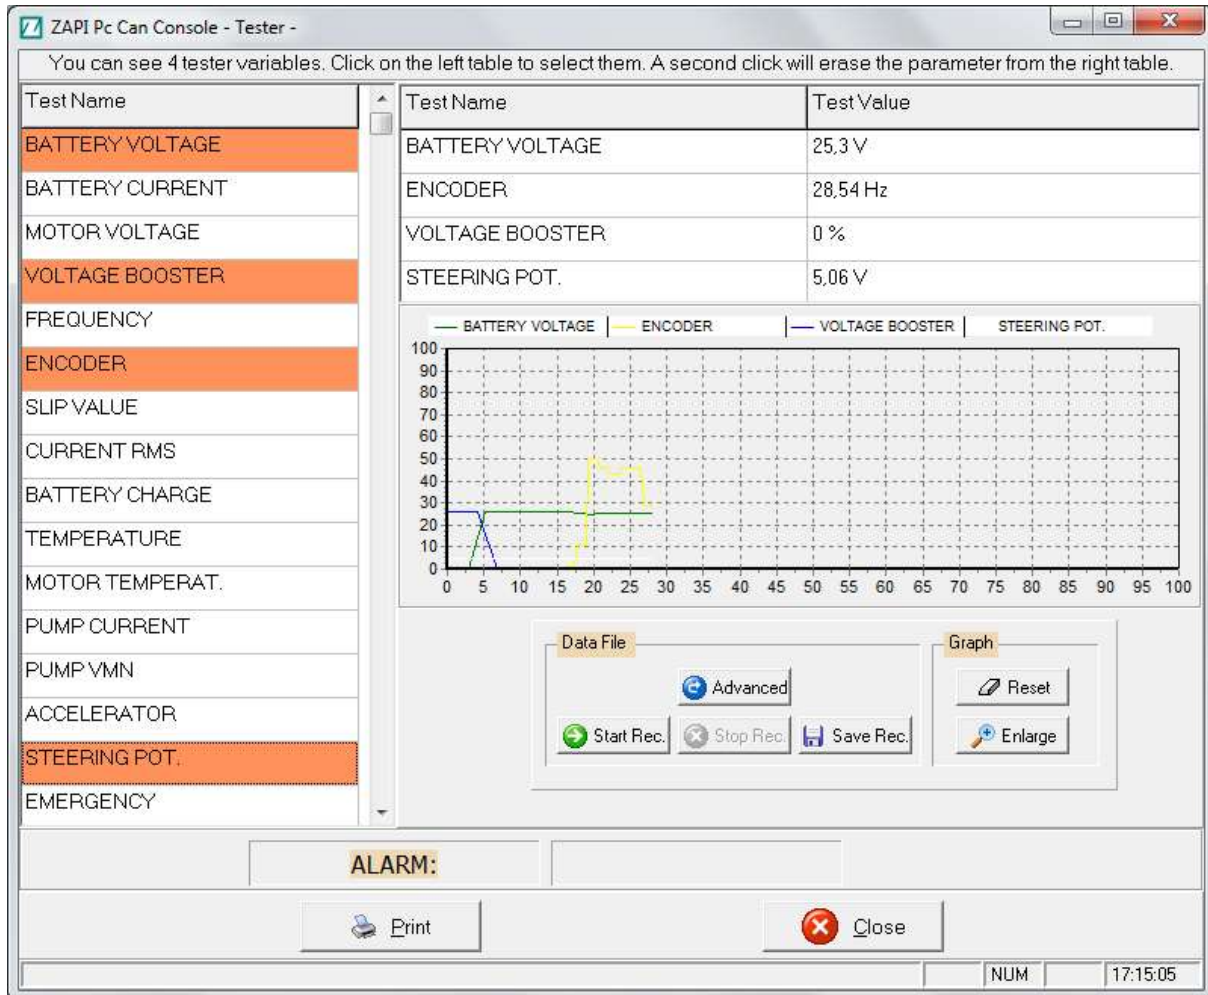 ZAPI Pc Can Console - Tester -
You can see 4 tester variables. Click on the left table to select them. A second click will erase the parameter from the right table.
Test Name
BATTERY VOLTAGE
BATTERY CURRENT
MOTOR VOLTAGE
VOLTAGE BOOSTER
FREQUENCY
ENCODER
SLIP VALUE
CURRENT RMS
BATTERY CHARGE
TEMPERATURE
MOTOR TEMPERAT.
PUMP CURRENT
PUMP VMN
ACCELERATOR
STEERING POT.
EMERGENCY
Test Name Test Value
BATTERY VOLTAGE 25,3 V
ENCODER 28,54 Hz
VOLTAGE BOOSTER 0 %
STEERING POT. 5,06 V
BATTERY VOLTAGE ENCODER VOLTAGE BOOSTER STEERING POT.
100
90
80
70
60
50
40
30
20
10
0
0 5 10 15 20 25 30 35 40 45 50 55 60 65 70 75 80 85 90 95 100
Data File
Advanced
Start Rec. Stop Rec. Save Rec.
Graph
Reset
Enlarge
ALARM:
Print Close
NUM 17:15:05